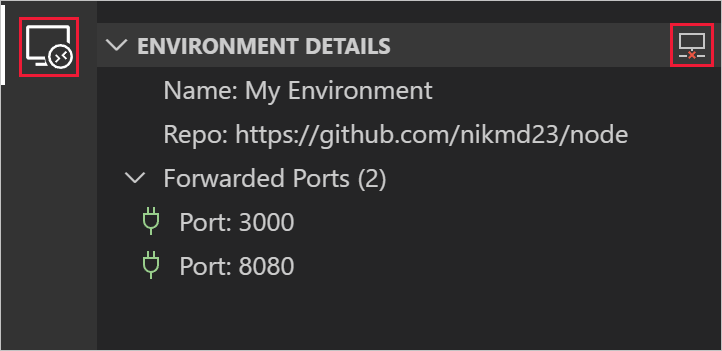 ENVIRONMENT DETAILS
Name: My Environment
Repo: https://github.com/nikmd23/node
Forwarded Ports (2)
Port: 3000
Port: 8080